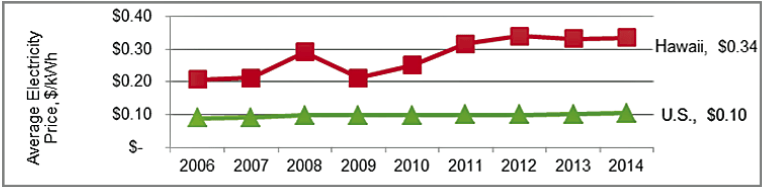 Average Electricity
Price, $/kWh
$0.40
$0.30
$0.20
$0.10
$-
2006 2007 2008 2009 2010 2011 2012 2013 2014
Hawaii, $0.34
U.S., $0.10